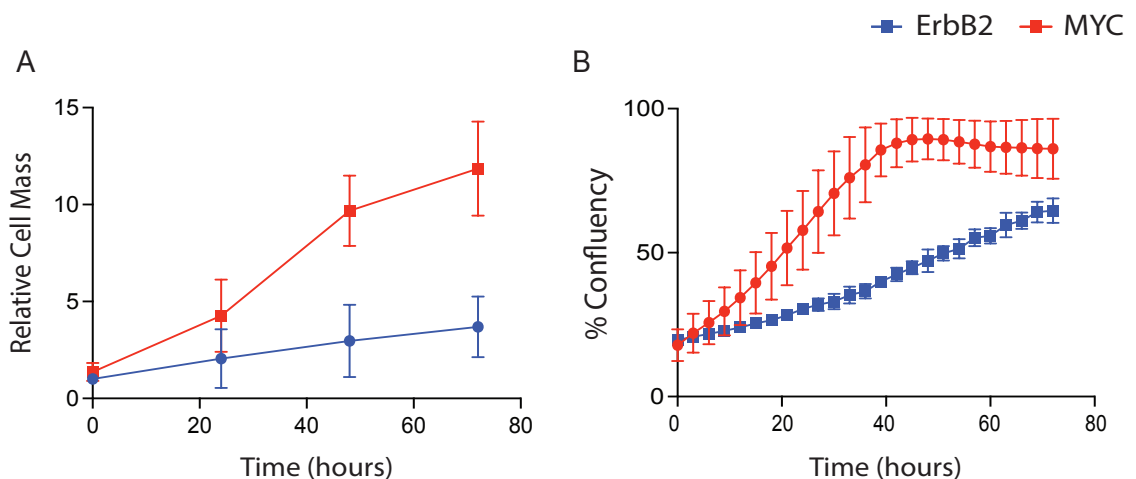 ErbB2 MYC
A
B
Relative Cell Mass
15
10
5
0
0 20 40 60 80
Time (hours)
% Confluency
100
50
0
0 20 40 60 80
Time (hours)